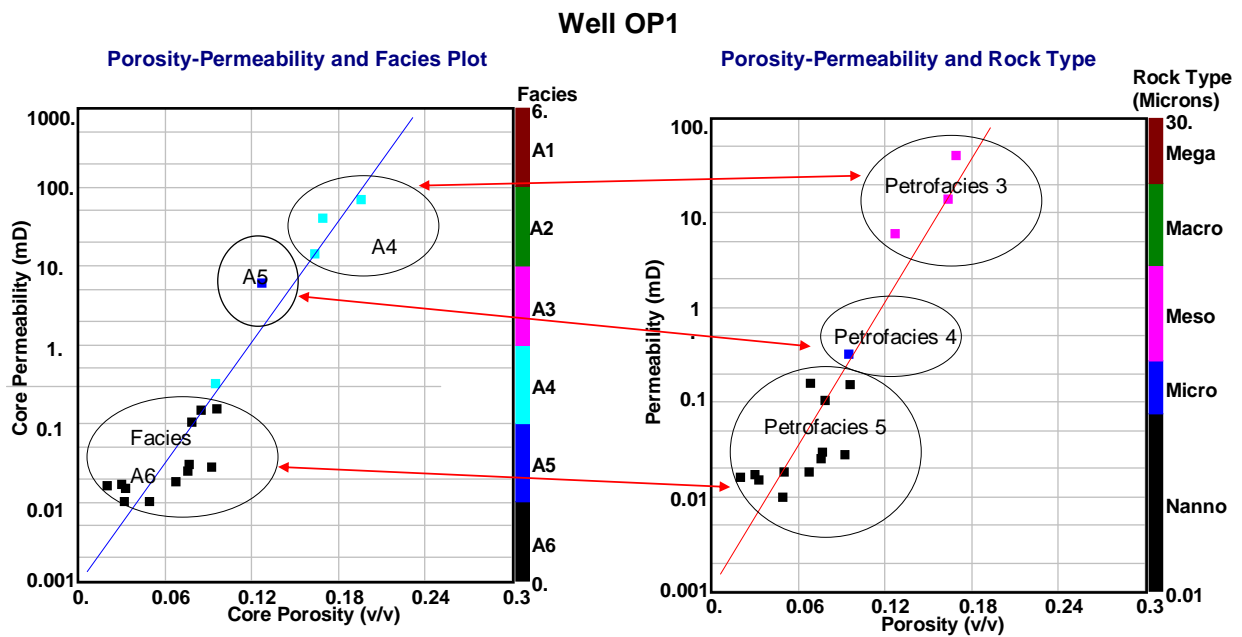 Well OP1
Porosity-Permeability and Facies Plot
Facies
6.
A1
A2
A3
A4
A5
A6
0.
1000.
100.
10.
1.
0.1
0.01
0.001
Core Permeability (mD)
A4
A5
Facies
A6
0.
0.06
0.12
0.18
0.24
0.3
Core Porosity (v/v)
Porosity-Permeability and Rock Type
Rock Type
(Microns)
30.
Mega
Macro
Meso
Micro
Nanno
0.01
100.
10.
1
.
0.1
0.01
0.001
Permeability (mD)
Petrofacies 3
Petrofacies 4
Petrofacies 5
0.
0.06
0.12
0.18
0.24
0.3
Porosity (v/v)